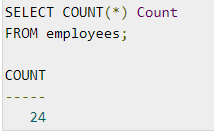 SELECT COUNT(*) Count
FROM employees;
COUNT
-----
24